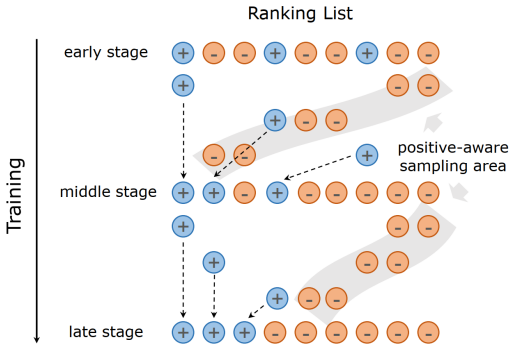 Ranking List
early stage + - - + - - + - -
+ - -
+ - -
- -
+
positive-aware
sampling area
middle stage + + - + - - - - -
+ - -
+ - -
+ - -
late stage + + + - - - - - -
Training